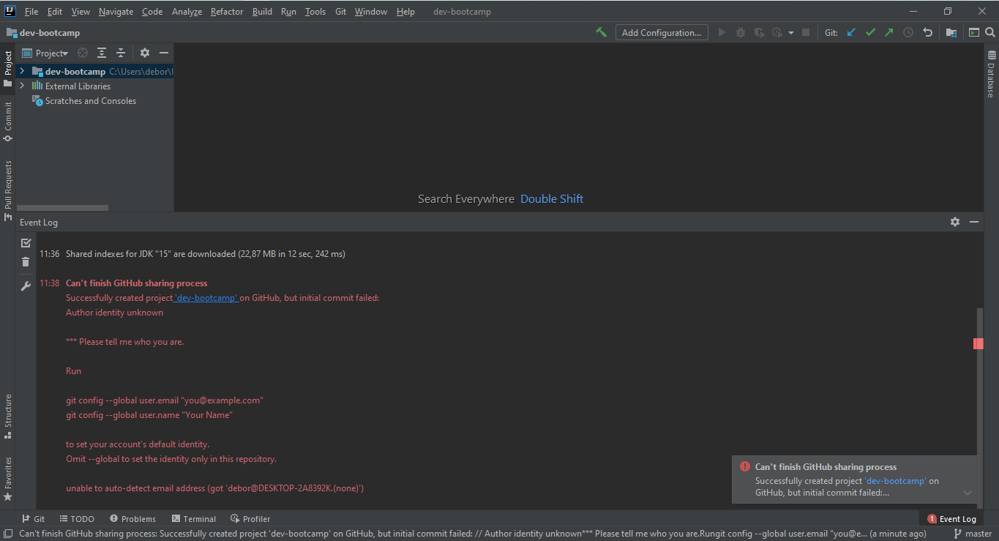 IJ File Edit View Navigate Code Analyze Refactor Build Run Tools Git Window Help dev-bootcamp
dev-bootcamp Add Configuration... Git:
Project
Project
dev-bootcamp C:\Users\debor\I
External Libraries
Scratches and Consoles
Commit
Pull Requests
Database
Search Everywhere Double Shift
Event Log
11:36 Shared indexes for JDK "15" are downloaded (22,87 MB in 12 sec, 242 ms)
11:38 Can't finish GitHub sharing process
Successfully created project 'dev-bootcamp' on GitHub, but initial commit failed:
Author identity unknown
*** Please tell me who you are.
Run
git config --global user.email "you@example.com"
git config --global user.name "Your Name"
to set your account's default identity.
Omit --global to set the identity only in this repository.
unable to auto-detect email address (got 'debor@DESKTOP-2A8392K.(none)')
Structure
Favorites
Can't finish GitHub sharing process
Successfully created project 'dev-bootcamp' on
GitHub, but initial commit failed:...
Git TODO Problems Terminal Profiler 1 Event Log
Can't finish GitHub sharing process: Successfully created project 'dev-bootcamp' on GitHub, but initial commit failed: // Author identity unknown*** Please tell me who you are.Rungit config --global user.email "you@e... (a minute ago) master